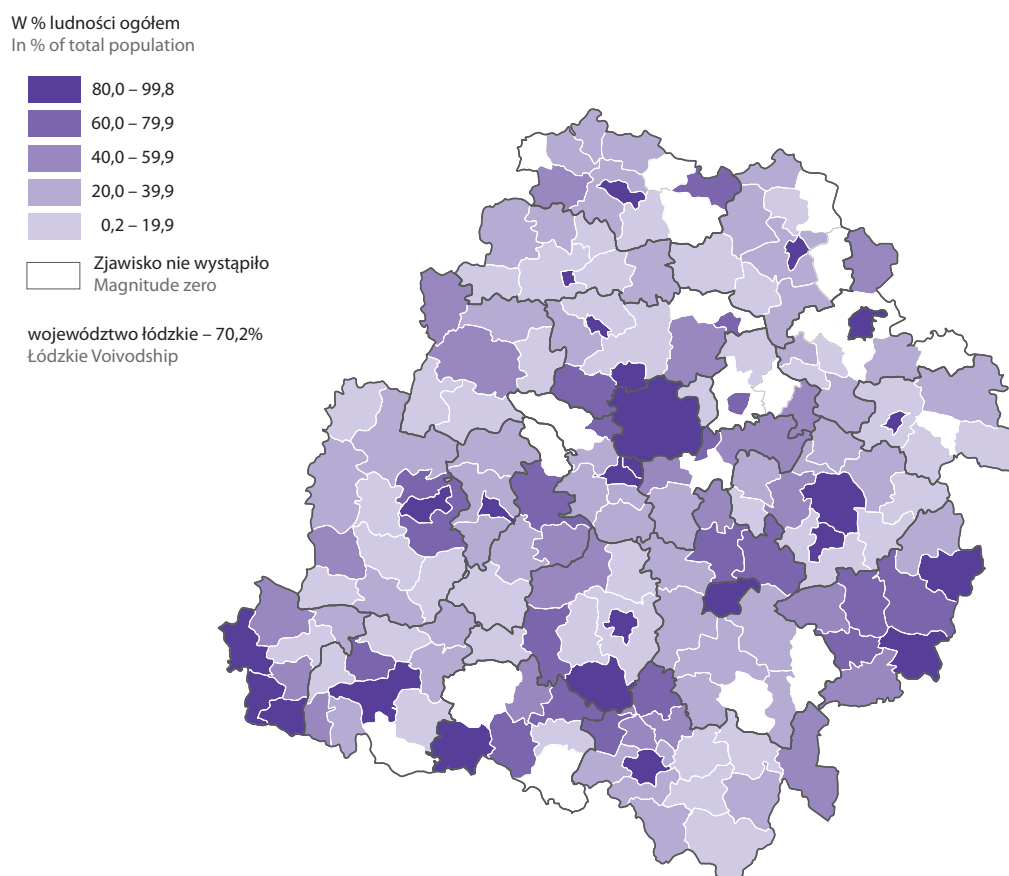 W % ludności ogółem
In % of total population
80,0 – 99,8
60,0 – 79,9
40,0 – 59,9
20,0 – 39,9
0,2 – 19,9
Zjawisko nie wystąpiło
Magnitude zero
województwo łódzkie – 70,2%
Łódzkie Voivodship